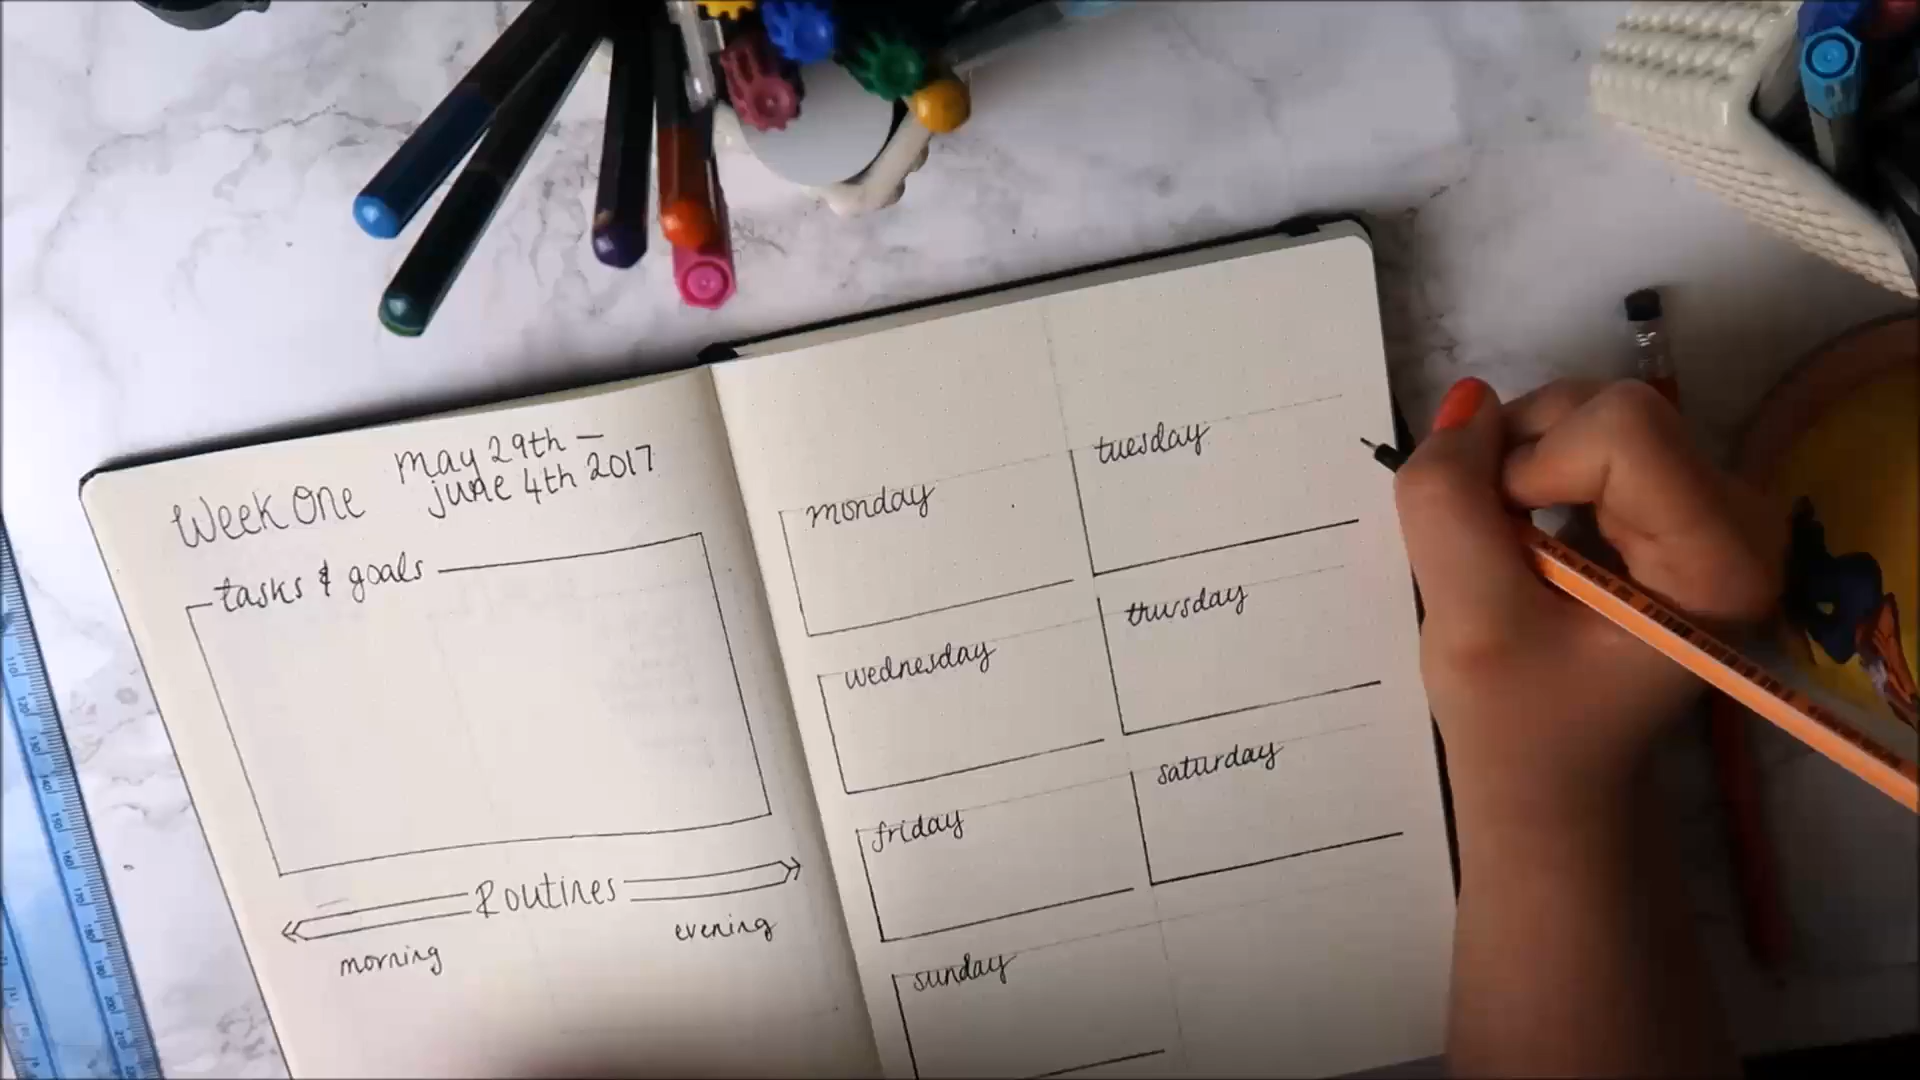 Week One
may 29th –
june 4th 2017
tasks & goals
Routines
morning
evening
monday
tuesday
wednesday
thursday
friday
saturday
sunday